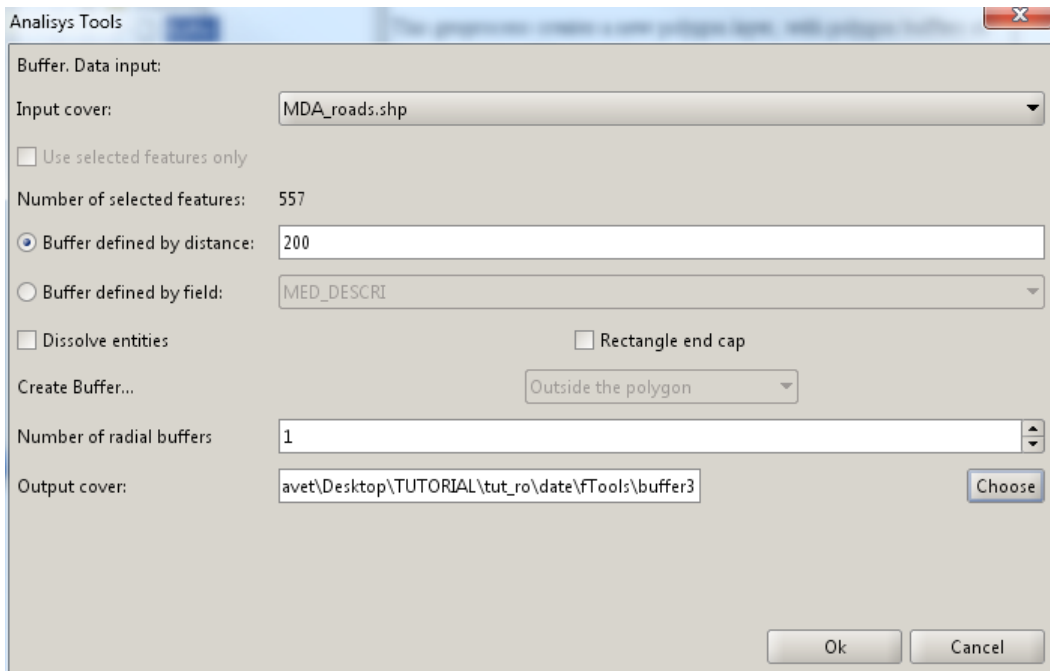 Analisys Tools
Buffer. Data input:
Input cover: MDA_roads.shp
Use selected features only
Number of selected features: 557
Buffer defined by distance: 200
Buffer defined by field: MED_DESCRI
Dissolve entities Rectangle end cap
Create Buffer... Outside the polygon
Number of radial buffers 1
Output cover: avet\Desktop\TUTORIAL\tut_ro\date\fTools\buffer3 Choose
Ok Cancel